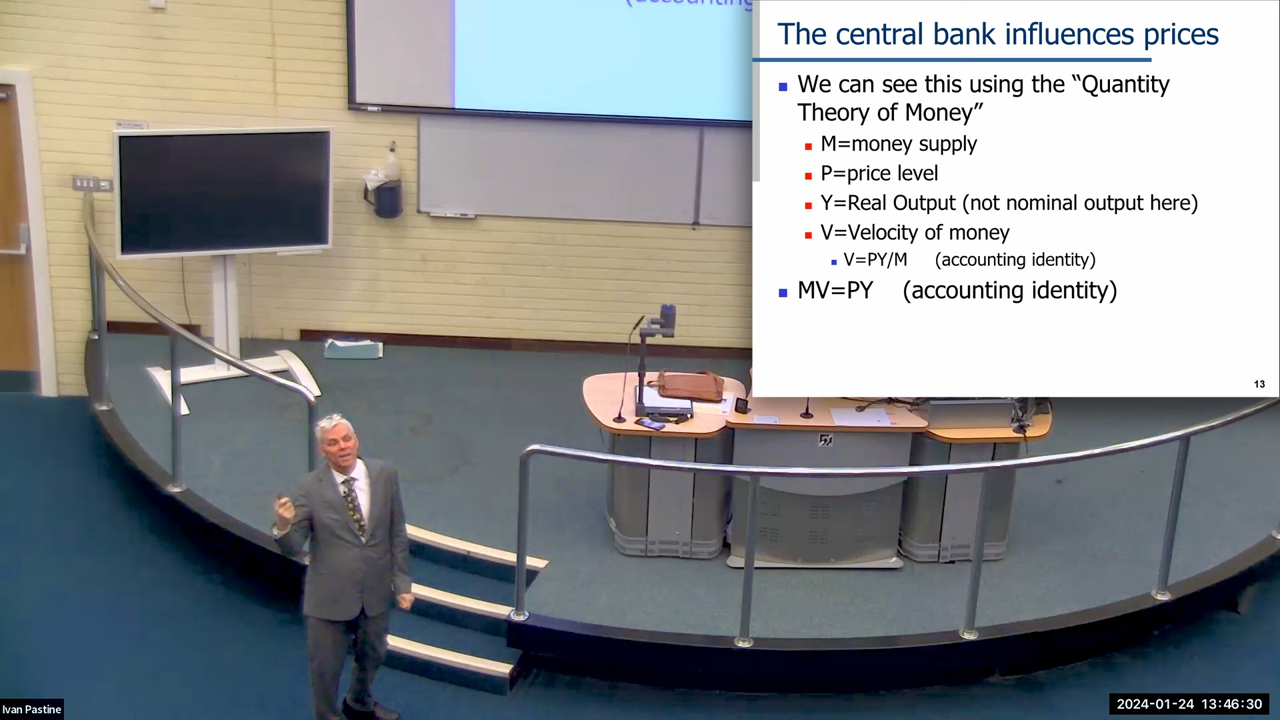 (accounting
The central bank influences prices
■ We can see this using the “Quantity
Theory of Money”
■ M=money supply
■ P=price level
■ Y=Real Output (not nominal output here)
■ V=Velocity of money
■ V=PY/M (accounting identity)
■ MV=PY (accounting identity)
13
Ivan Pastine
2024-01-24 13:46:30